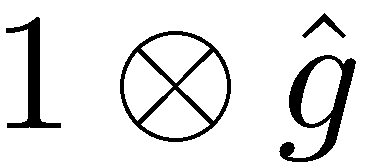 1 ⊗ ĝ